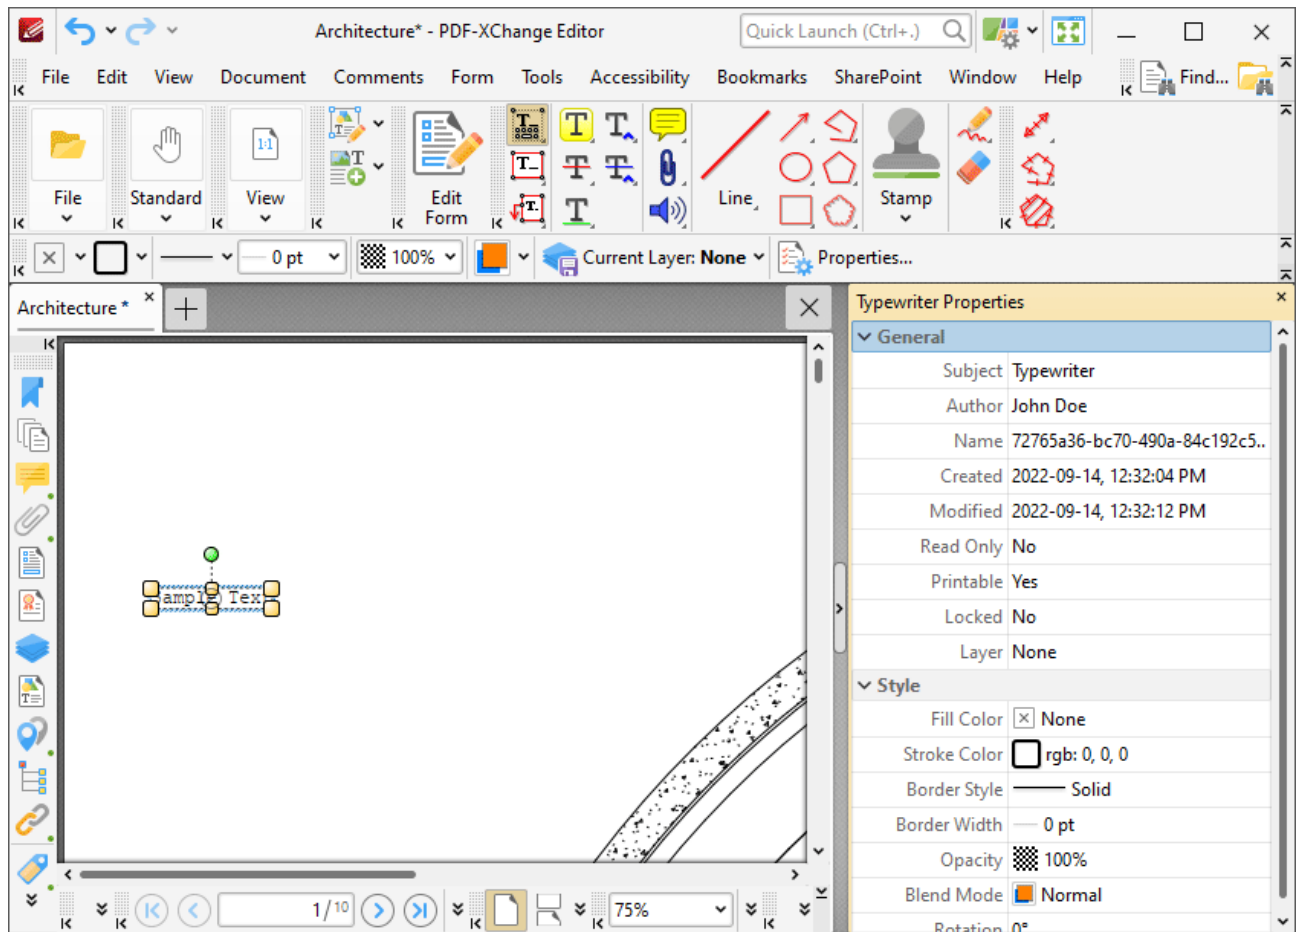 Architecture* - PDF-XChange Editor
Quick Launch (Ctrl+.)
File Edit View Document Comments Form Tools Accessibility Bookmarks SharePoint Window Help Find...
File Standard 1:1 View Edit Form Line Stamp
0 pt 100% Current Layer: None Properties...
Architecture *
Typewriter Properties
General
Subject Typewriter
Author John Doe
Name 72765a36-bc70-490a-84c192c5..
Created 2022-09-14, 12:32:04 PM
Modified 2022-09-14, 12:32:12 PM
Read Only No
Printable Yes
Locked No
Layer None
Style
Fill Color None
Stroke Color rgb: 0, 0, 0
Border Style Solid
Border Width 0 pt
Opacity 100%
Blend Mode Normal
Rotation 0°
1/10 75%